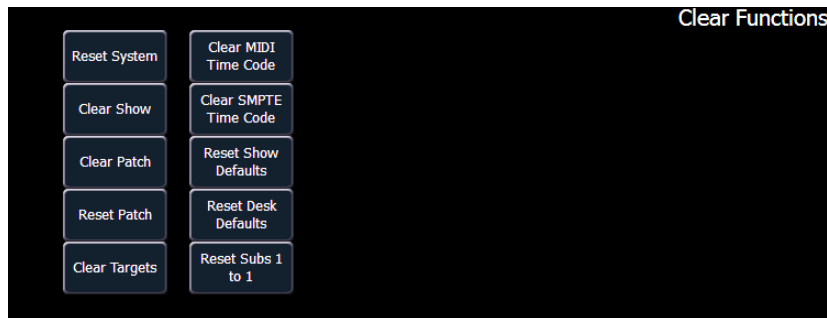 Clear Functions
Reset System
Clear MIDI
Time Code
Clear Show
Clear SMPTE
Time Code
Clear Patch
Reset Show
Defaults
Reset Patch
Reset Desk
Defaults
Clear Targets
Reset Subs 1
to 1